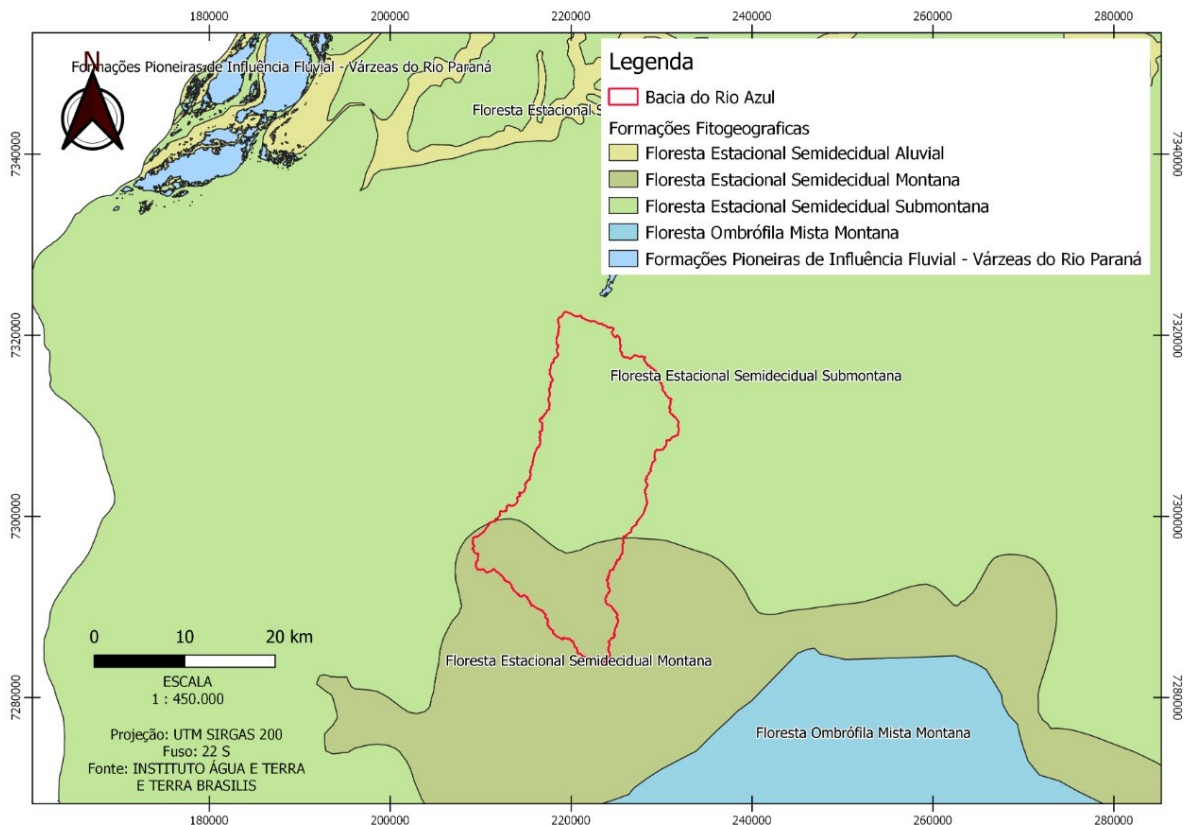 180000 200000 220000 240000 260000 280000
N
Formações Pioneiras de Influência Fluvial - Várzeas do Rio Paraná
Floresta Estacional S
Legenda
Bacia do Rio Azul
Formações Fitogeograficas
Floresta Estacional Semidecidual Aluvial
Floresta Estacional Semidecidual Montana
Floresta Estacional Semidecidual Submontana
Floresta Ombrófila Mista Montana
Formações Pioneiras de Influência Fluvial - Várzeas do Rio Paraná
7340000 7340000
7320000 7320000
Floresta Estacional Semidecidual Submontana
7300000 7300000
0 10 20 km
ESCALA
1 : 450.000
Floresta Estacional Semidecidual Montana
7280000 7280000
Floresta Ombrófila Mista Montana
Projeção: UTM SIRGAS 200
Fuso: 22 S
Fonte: INSTITUTO ÁGUA E TERRA
E TERRA BRASILIS
180000 200000 220000 240000 260000 280000